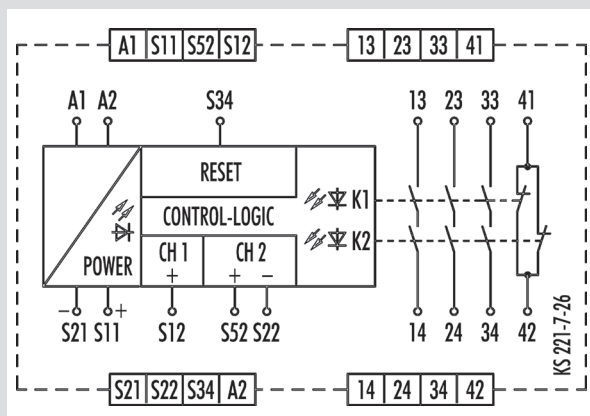 A1 S11 S52 S12 13 23 33 41
A1 A2 S34 13 23 33 41
RESET
CONTROL-LOGIC K1
K2
POWER CH 1 CH 2
+ + −
− S21 S11 + S12 S52 S22 14 24 34 42
KS 221-7-26
S21 S22 S34 A2 14 24 34 42